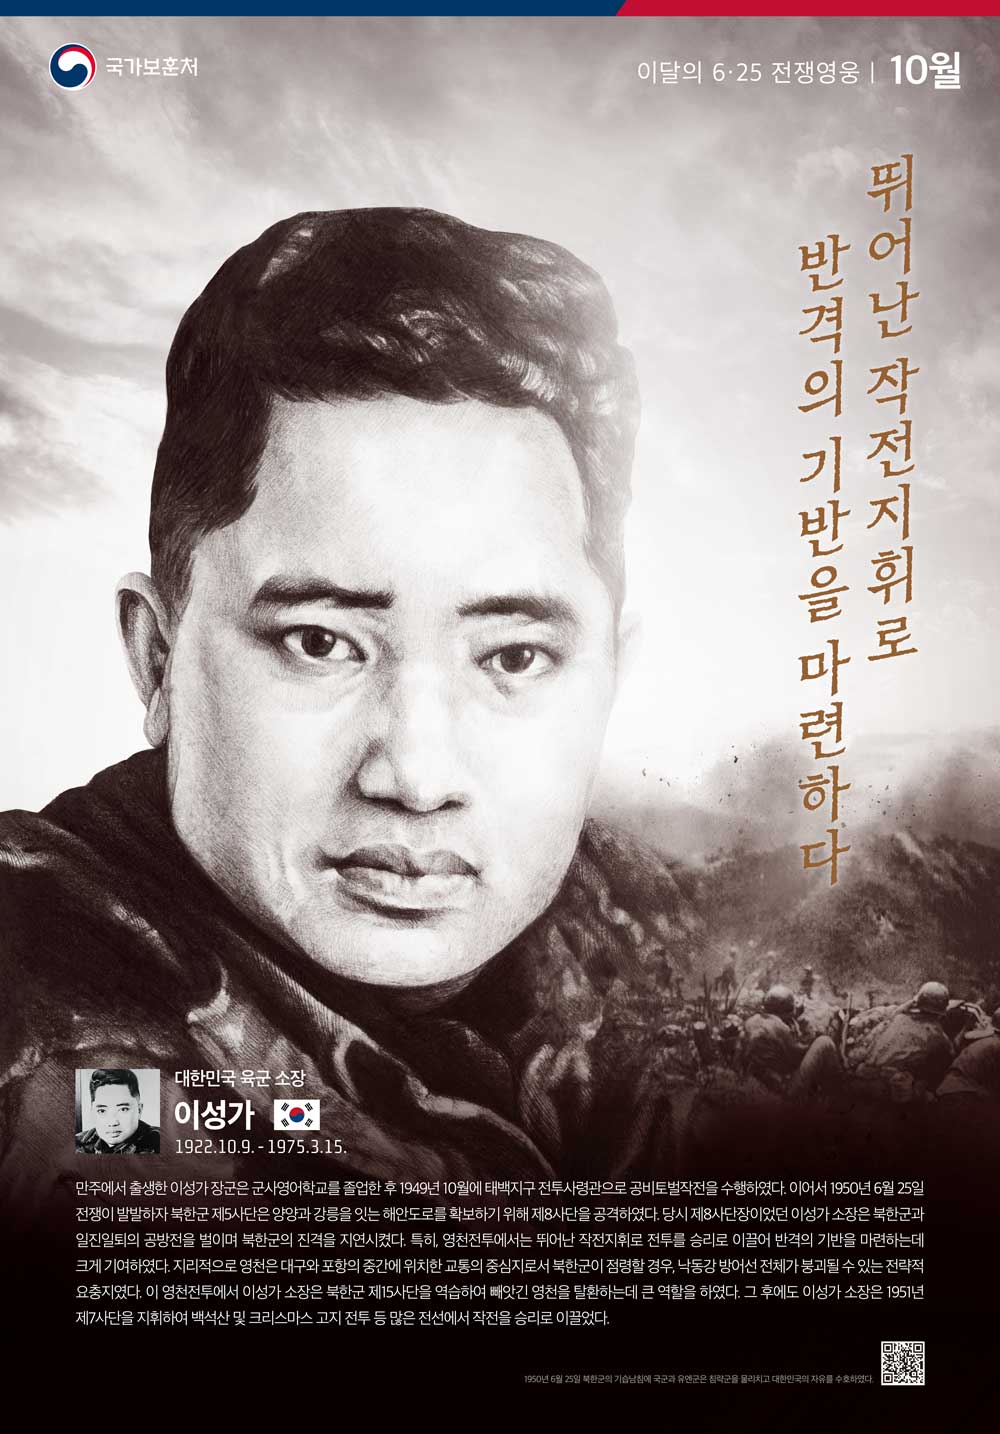 국가보훈처
이달의 6·25 전쟁영웅 | 10월
뛰어난 작전지휘로
반격의 기반을 마련하다
대한민국 육군 소장
이성가
1922.10.9. - 1975.3.15.
만주에서 출생한 이성가 장군은 군사영어학교를 졸업한 후 1949년 10월에 태백지구 전투사령관으로 공비토벌작전을 수행하였다. 이어서 1950년 6월 25일
전쟁이 발발하자 북한군 제5사단은 양양과 강릉을 잇는 해안도로를 확보하기 위해 제8사단을 공격하였다. 당시 제8사단장이었던 이성가 소장은 북한군과
일진일퇴의 공방전을 벌이며 북한군의 진격을 지연시켰다. 특히, 영천전투에서는 뛰어난 작전지휘로 전투를 승리로 이끌어 반격의 기반을 마련하는데
크게 기여하였다. 지리적으로 영천은 대구와 포항의 중간에 위치한 교통의 중심지로서 북한군이 점령할 경우, 낙동강 방어선 전체가 붕괴될 수 있는 전략적
요충지였다. 이 영천전투에서 이성가 소장은 북한군 제15사단을 역습하여 빼앗긴 영천을 탈환하는데 큰 역할을 하였다. 그 후에도 이성가 소장은 1951년
제7사단을 지휘하여 백석산 및 크리스마스 고지 전투 등 많은 전선에서 작전을 승리로 이끌었다.
1950년 6월 25일 북한군의 기습남침에 국군과 유엔군은 침략군을 물리치고 대한민국의 자유를 수호하였다.